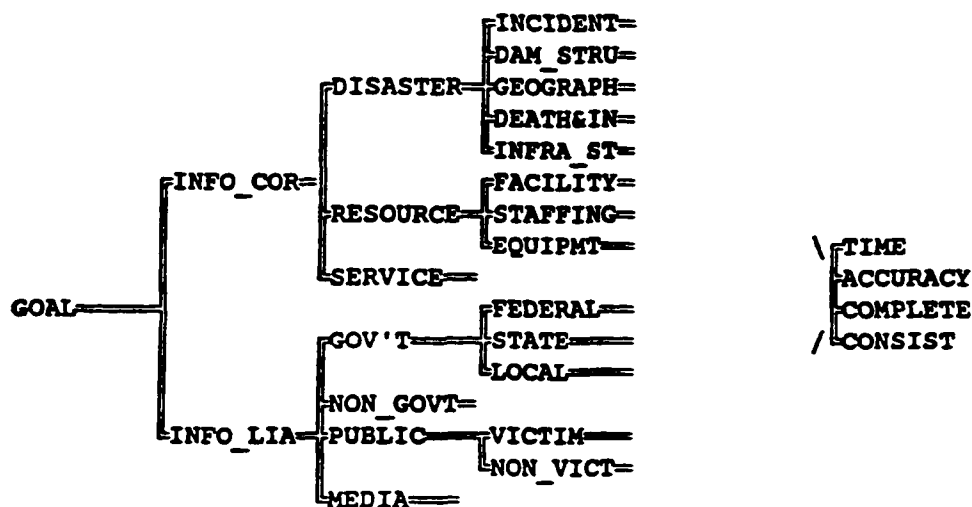 INCIDENT
DAM_STRU
DISASTER GEOGRAPH
DEATH&IN
INFRA_ST
INFO_COR FACILITY
RESOURCE STAFFING
EQUIPMT \ TIME
SERVICE ACCURACY
GOAL FEDERAL COMPLETE
GOV'T STATE / CONSIST
LOCAL
NON_GOVT
INFO_LIA PUBLIC VICTIM
NON_VICT
MEDIA